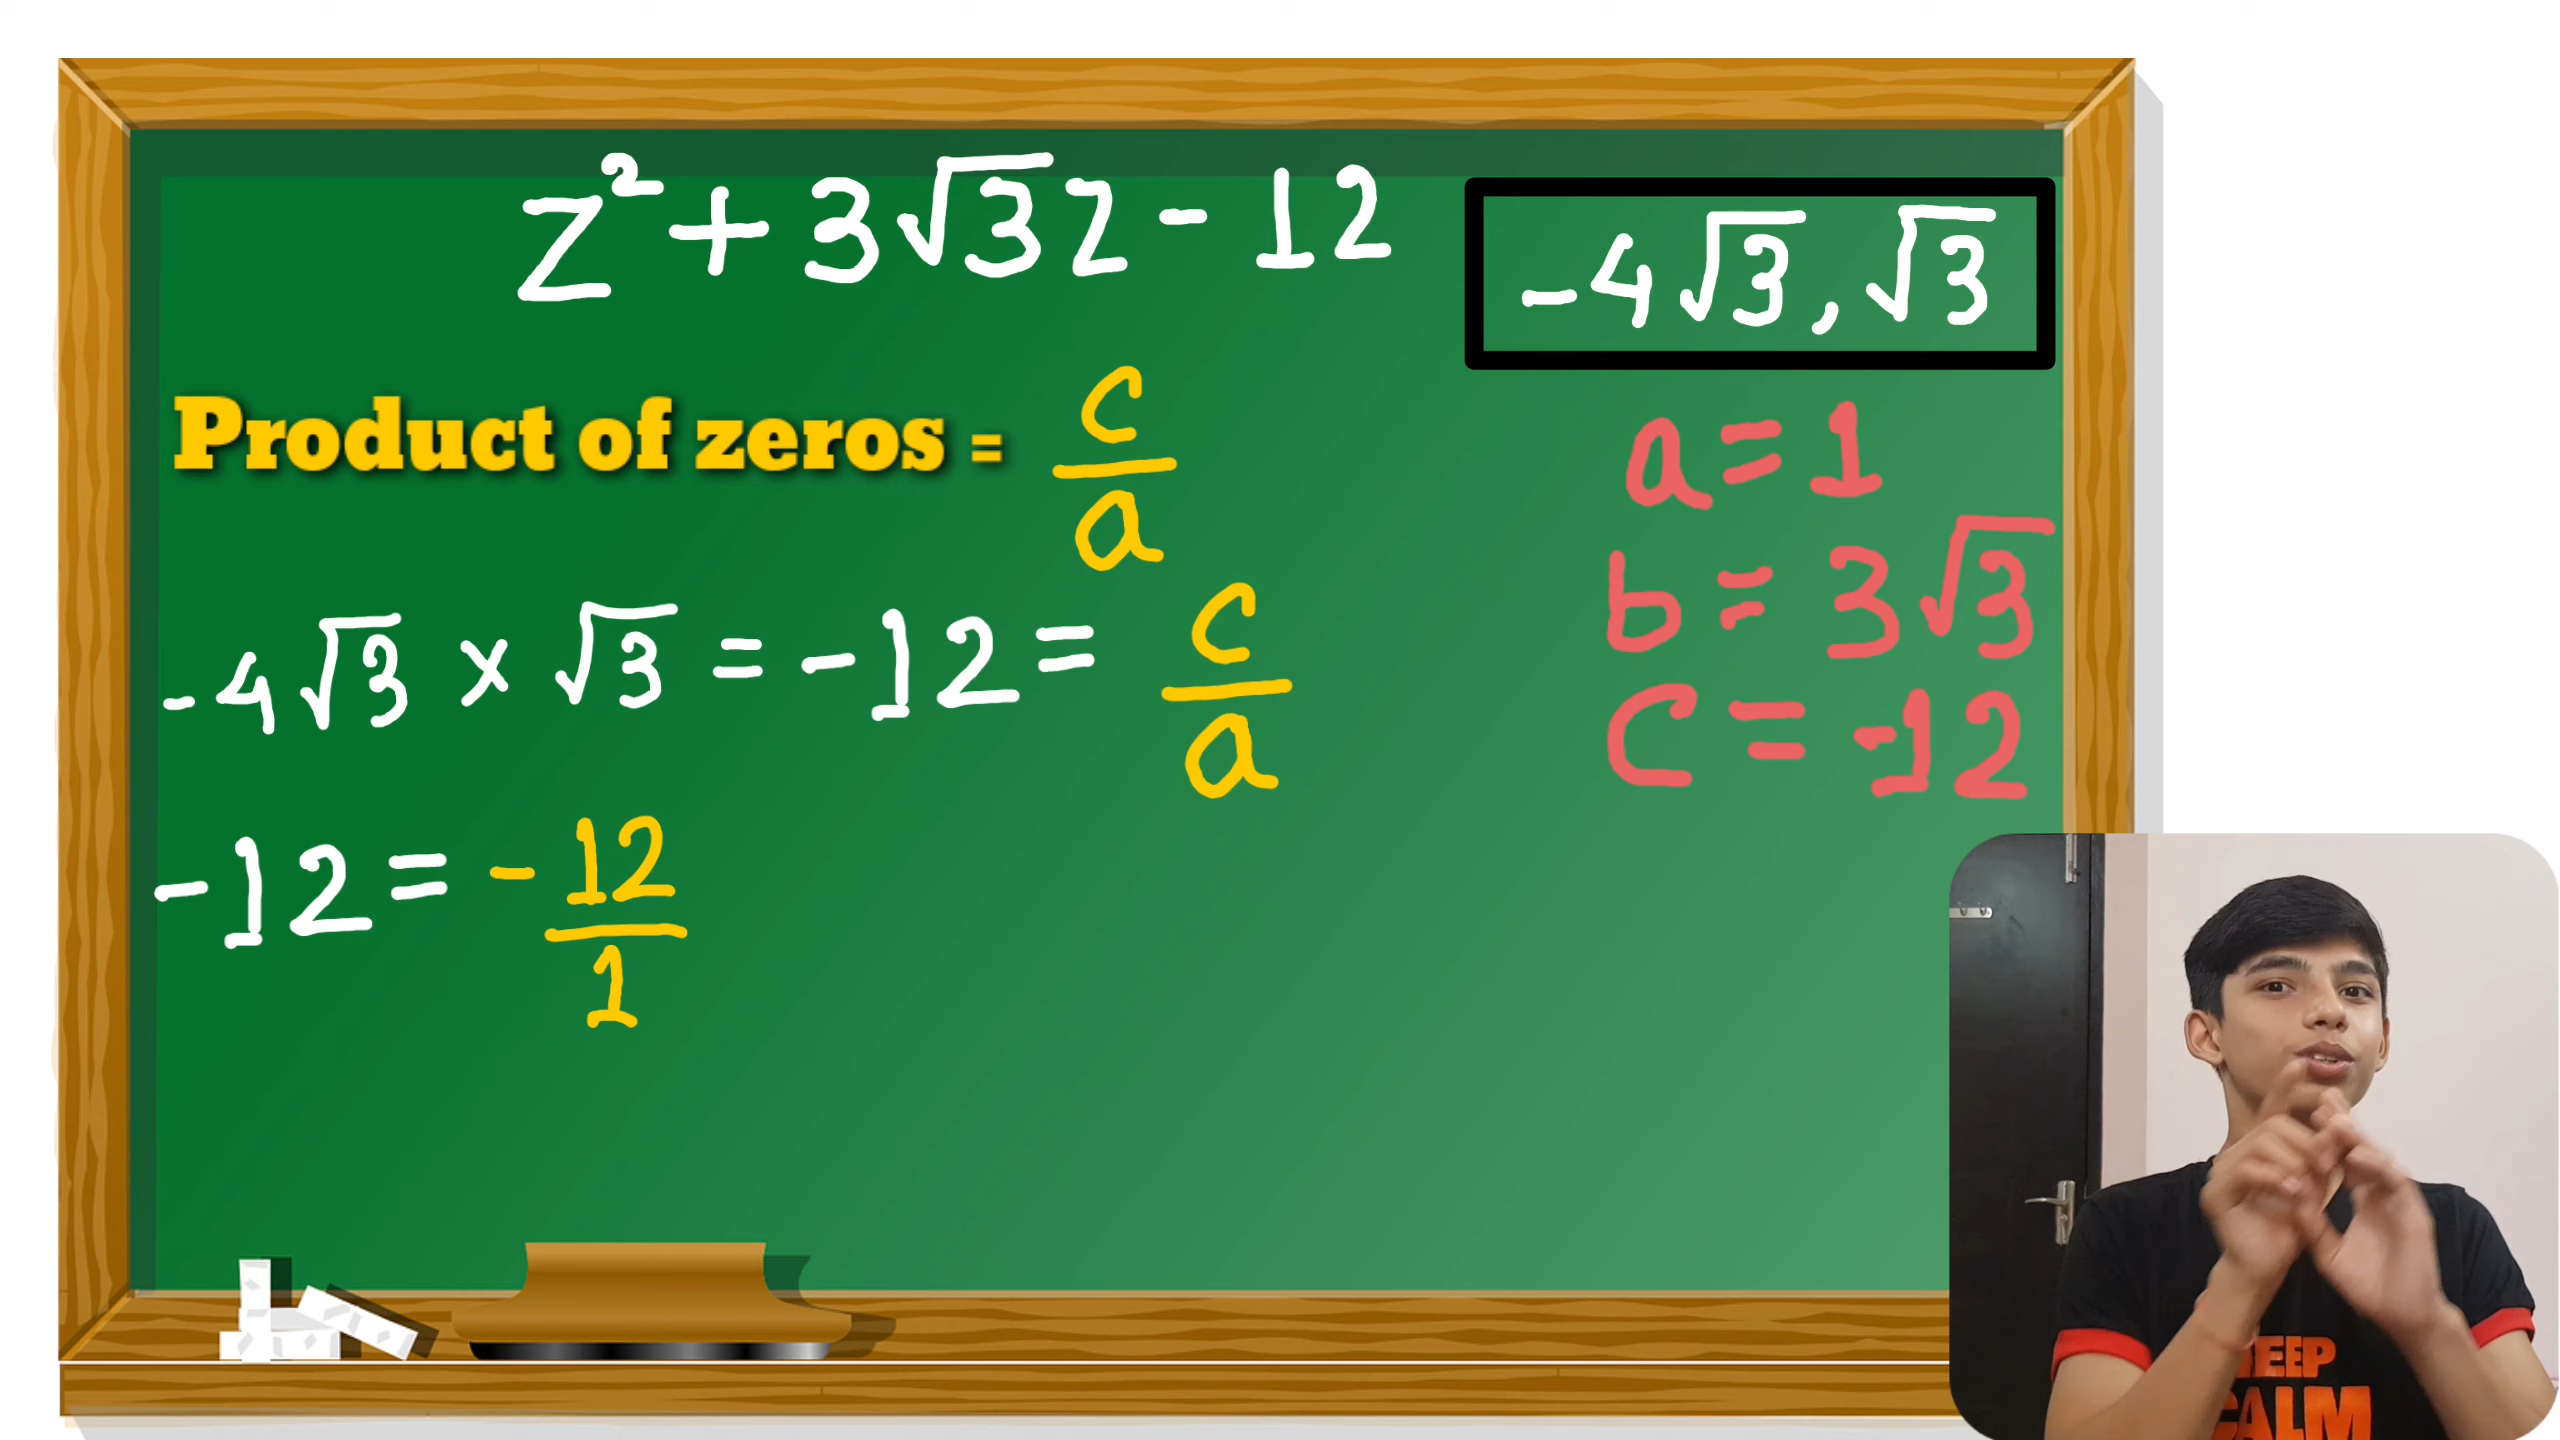 z² + 3√3z - 12
-4√3, √3
Product of zeros = c/a
a = 1
b = 3√3
c = -12
-4√3 × √3 = -12 = c/a
-12 = -12/1
KEEP
CALM